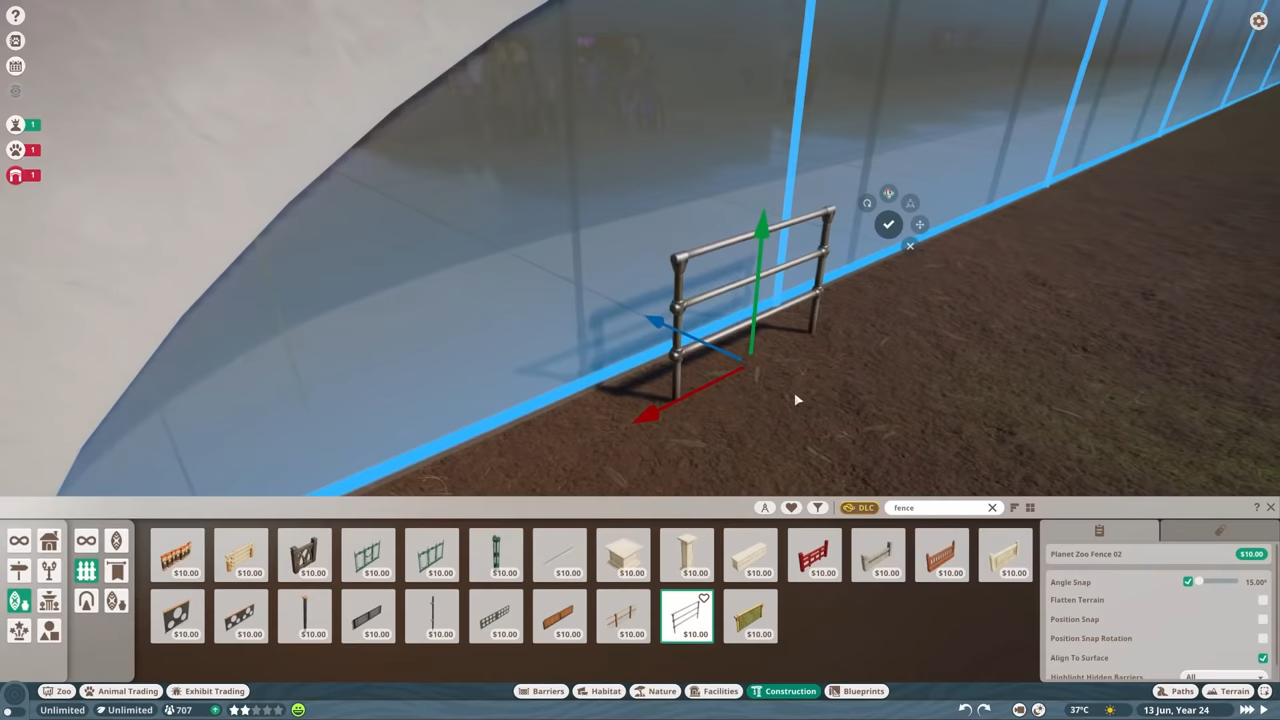 ?
1
1
1
DLC
fence
?
$10.00 $10.00 $10.00 $10.00 $10.00 $10.00 $10.00 $10.00 $10.00 $10.00 $10.00 $10.00 $10.00 $10.00
$10.00 $10.00 $10.00 $10.00 $10.00 $10.00 $10.00 $10.00 $10.00 $10.00
Planet Zoo Fence 02 $10.00
Angle Snap 15.00°
Flatten Terrain
Position Snap
Position Snap Rotation
Align To Surface
Highlight Hidden Barriers All
Zoo Animal Trading Exhibit Trading Barriers Habitat Nature Facilities Construction Blueprints Paths Terrain
Unlimited Unlimited 707 37°C 13 Jun, Year 24